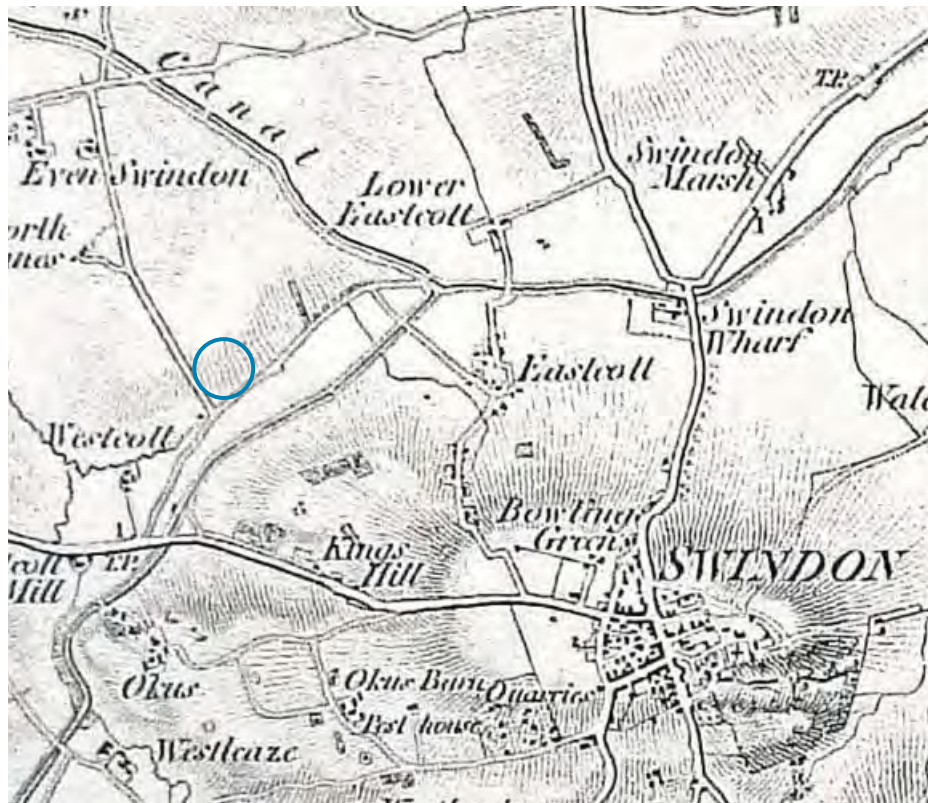 Canal
T.P.
Even Swindon
Swindon
Marsh
Lower
Eastcott
orth
Swindon
Wharf
Eastcott
Westcott
Bowling
Green
Kings
Hill
SWINDON
cott
Mill
T.P.
Okus
Okus Barn
Quarries
Pest house
Westleaze